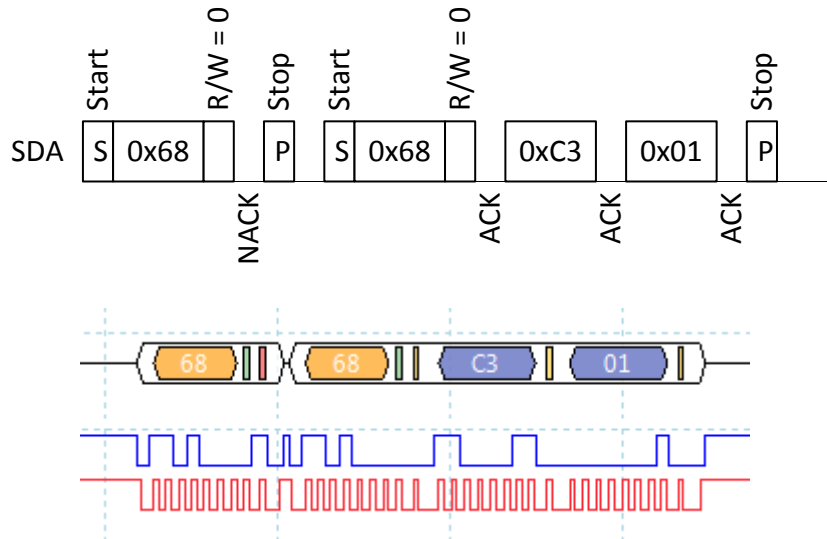 Start R/W = 0 Stop Start R/W = 0 Stop
SDA S 0x68 P S 0x68 0xC3 0x01 P
NACK ACK ACK ACK
68 68 C3 01